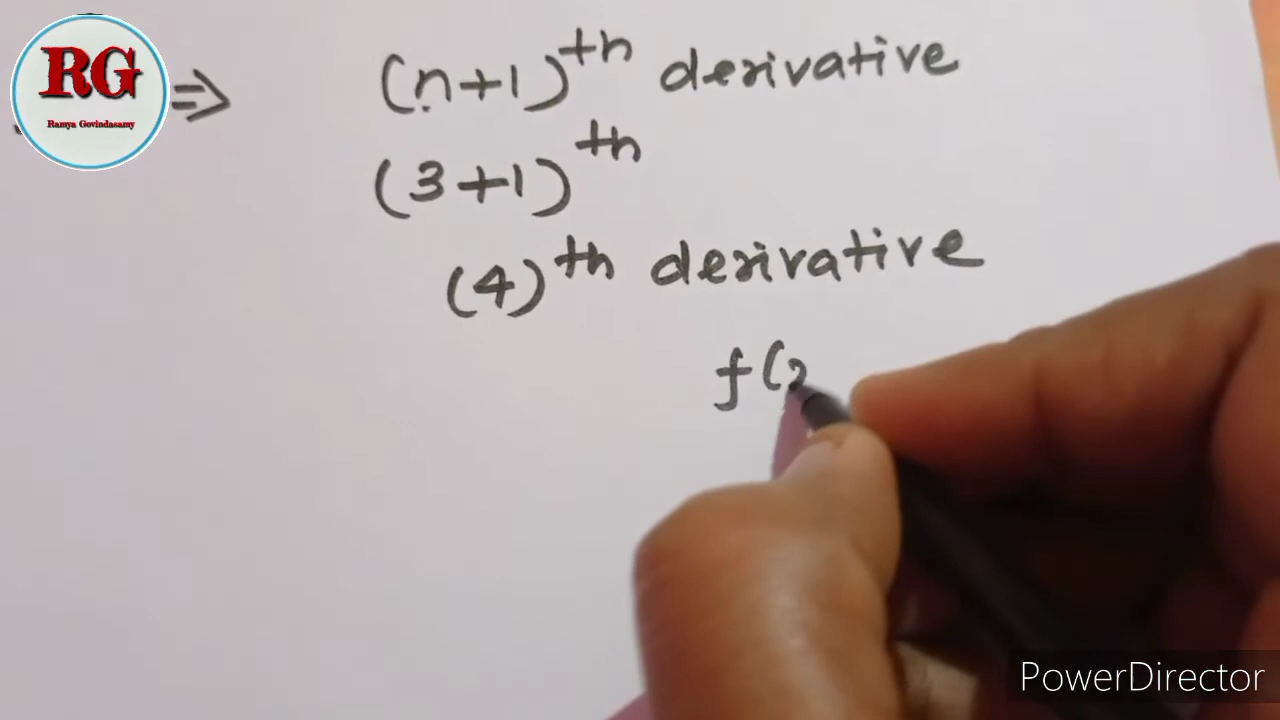 RG
Ramya Govindasamy
⇒ (n+1)th derivative
(3+1)th
(4)th derivative
f(
PowerDirector